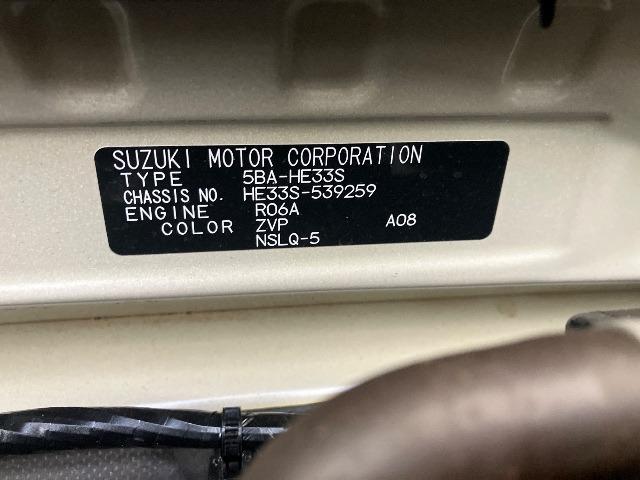 SUZUKI MOTOR CORPORATION
TYPE 5BA-HE33S
CHASSIS NO. HE33S-539259
ENGINE R06A
COLOR ZVP A08
NSLQ-5